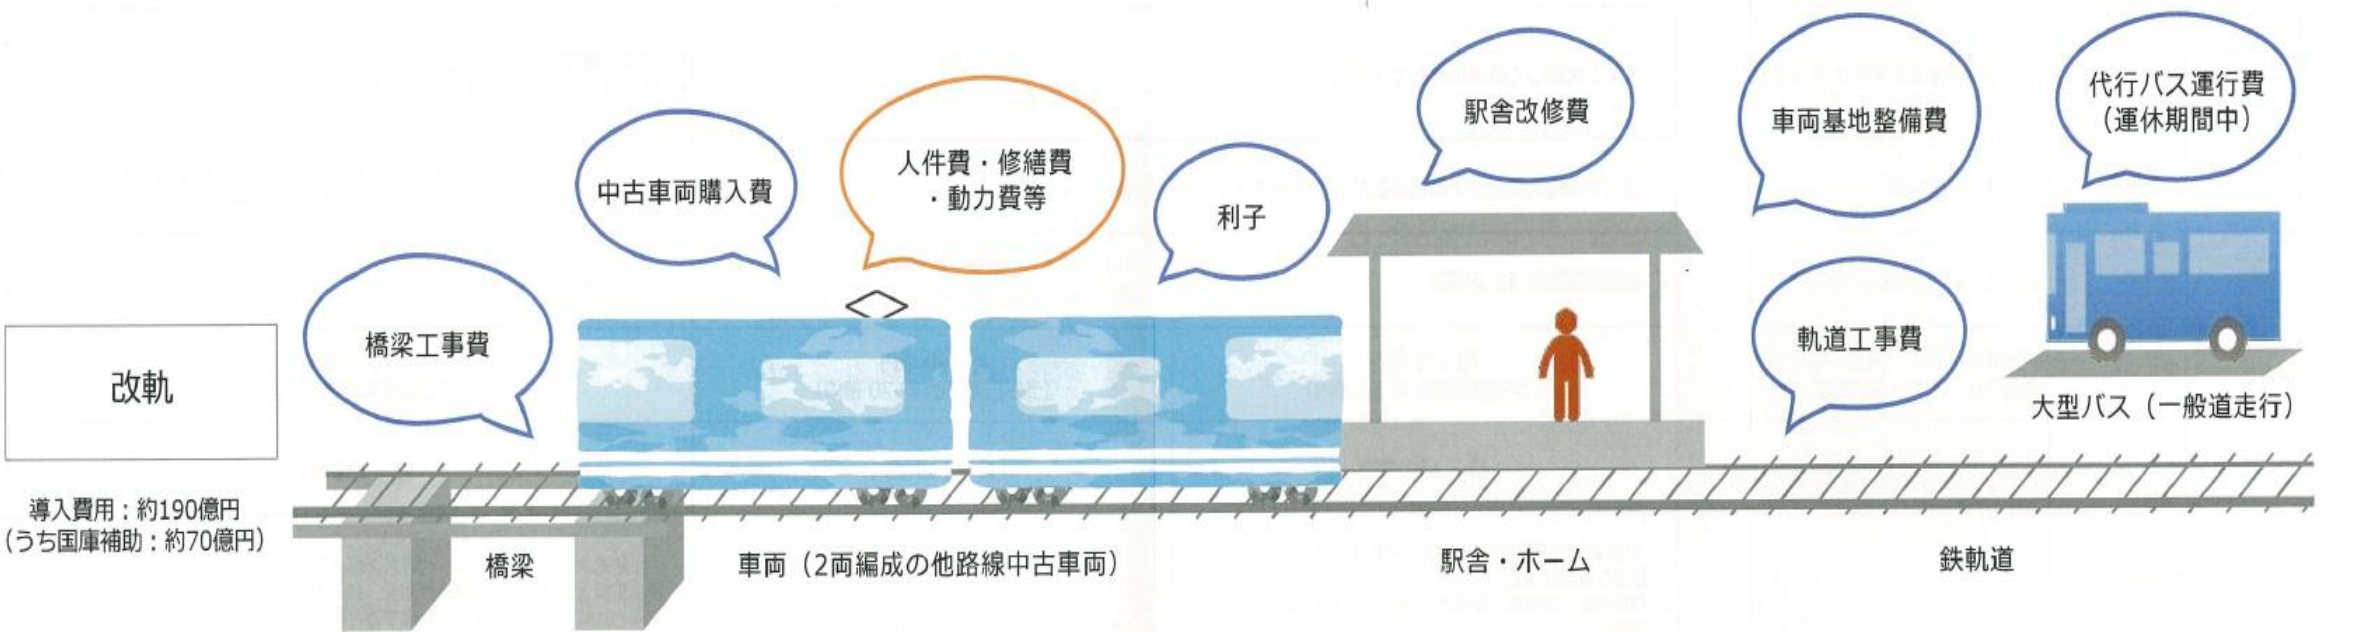 改軌
導入費用：約190億円
（うち国庫補助：約70億円）
橋梁工事費
中古車両購入費
人件費・修繕費
・動力費等
利子
駅舎改修費
車両基地整備費
代行バス運行費
（運休期間中）
軌道工事費
大型バス（一般道走行）
橋梁
車両（2両編成の他路線中古車両）
駅舎・ホーム
鉄軌道